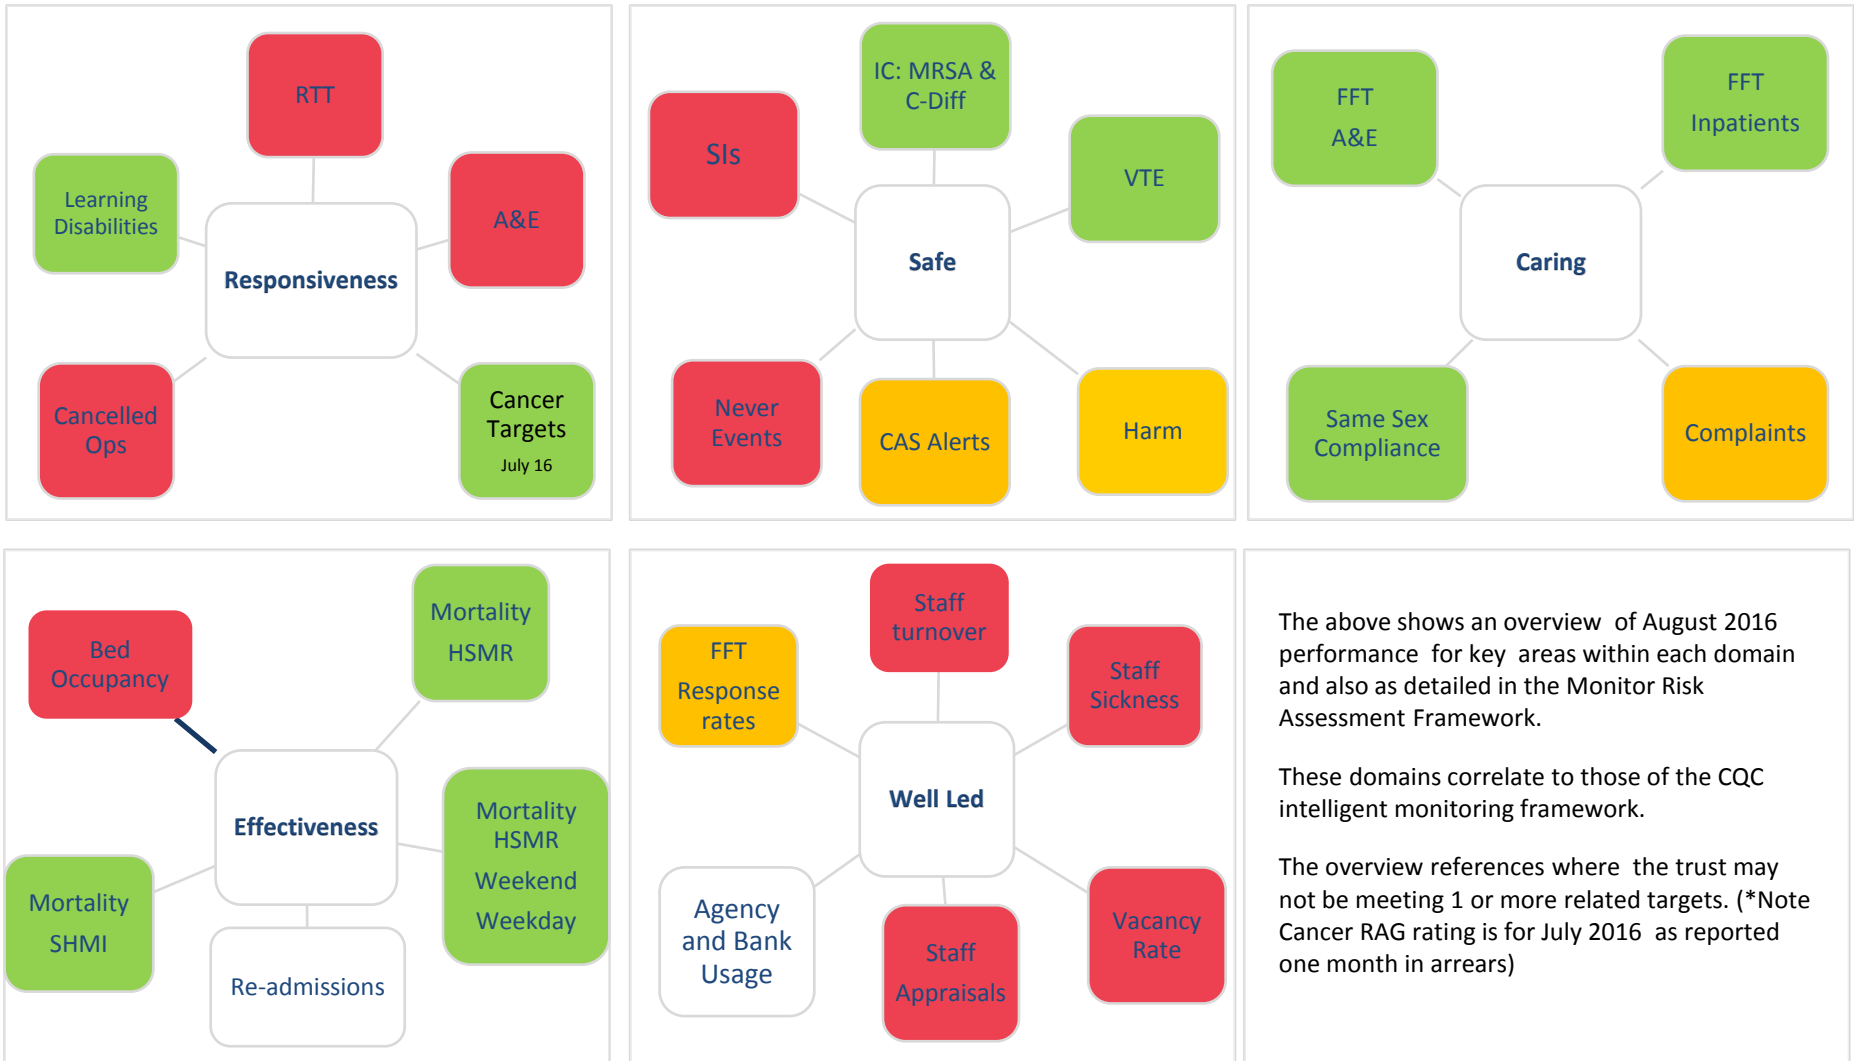 RTT
Learning
Disabilities
A&E
Responsiveness
Cancelled
Ops
Cancer
Targets
July 16
IC: MRSA &
C-Diff
SIs
VTE
Safe
Never
Events
CAS Alerts
Harm
FFT
A&E
FFT
Inpatients
Caring
Same Sex
Compliance
Complaints
Bed
Occupancy
Mortality
HSMR
Effectiveness
Mortality
HSMR
Weekend
Weekday
Mortality
SHMI
Re-admissions
Staff
turnover
FFT
Response
rates
Staff
Sickness
Well Led
Agency
and Bank
Usage
Staff
Appraisals
Vacancy
Rate
The above shows an overview of August 2016
performance for key areas within each domain
and also as detailed in the Monitor Risk
Assessment Framework.
These domains correlate to those of the CQC
intelligent monitoring framework.
The overview references where the trust may
not be meeting 1 or more related targets. (*Note
Cancer RAG rating is for July 2016 as reported
one month in arrears)